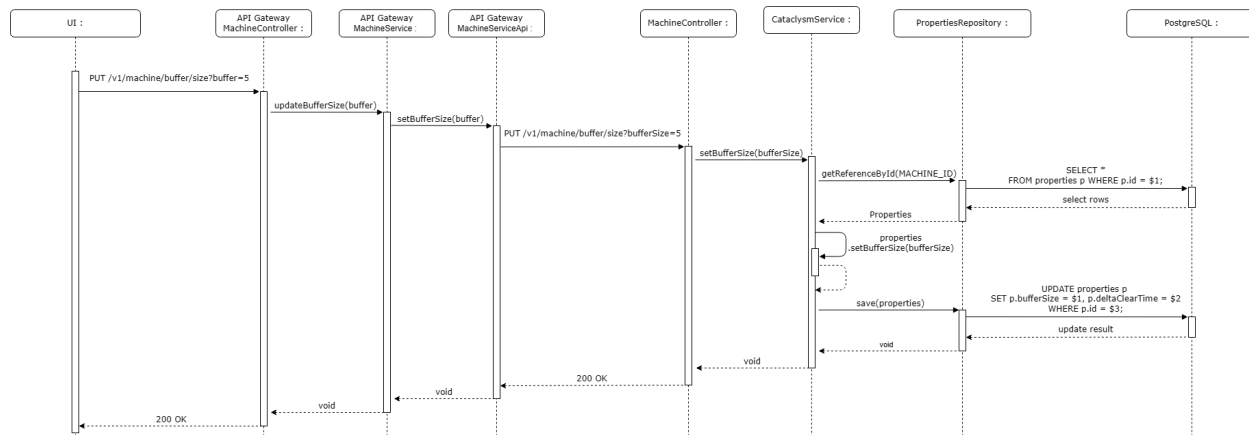 UI :
API Gateway
MachineController :
API Gateway
MachineService :
API Gateway
MachineServiceApi :
MachineController :
CataclysmService :
PropertiesRepository :
PostgreSQL :
PUT /v1/machine/buffer/size?buffer=5
updateBufferSize(buffer)
setBufferSize(buffer)
PUT /v1/machine/buffer/size?bufferSize=5
setBufferSize(bufferSize)
getReferenceById(MACHINE_ID)
SELECT *
FROM properties p WHERE p.id = $1;
select rows
Properties
properties
.setBufferSize(bufferSize)
save(properties)
UPDATE properties p
SET p.bufferSize = $1, p.deltaClearTime = $2
WHERE p.id = $3;
update result
void
void
200 OK
void
void
200 OK